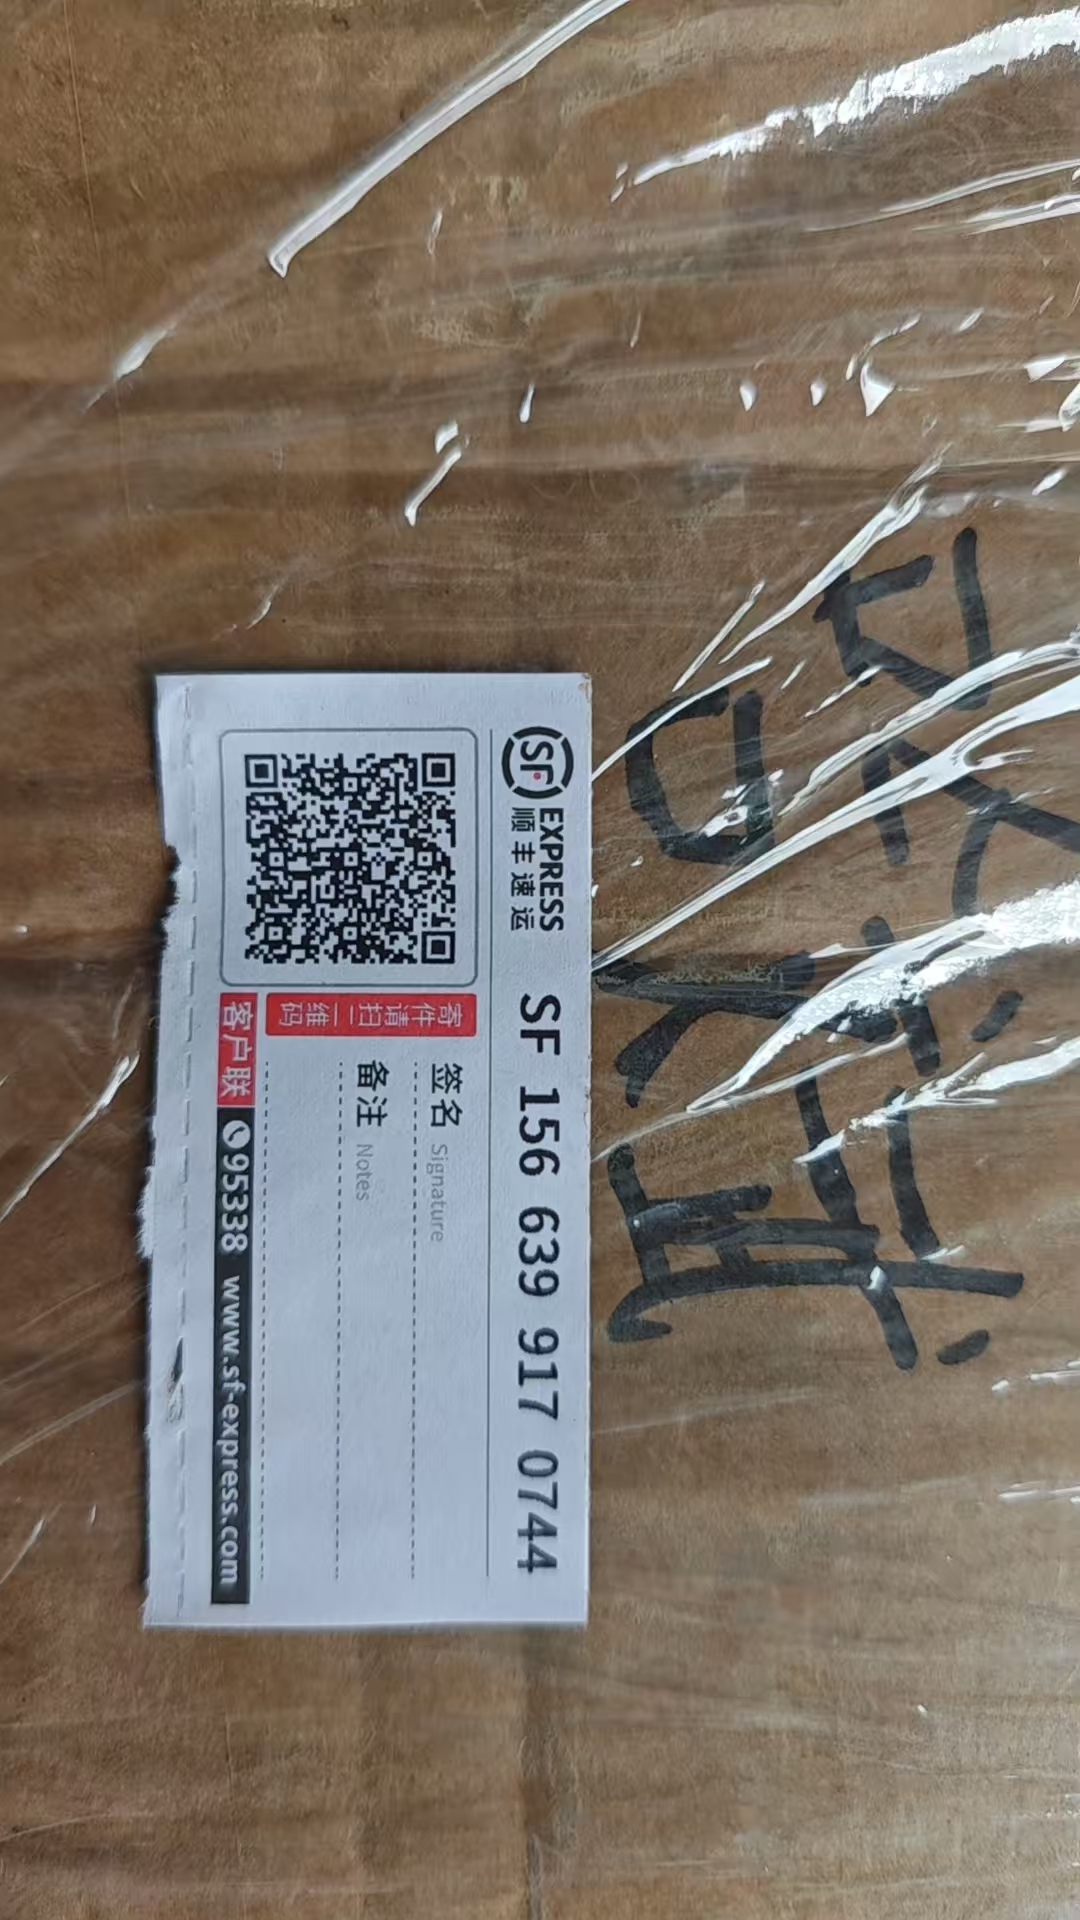 SF EXPRESS
顺丰速运
SF 156 639 917 0744
签名 Signature
备注 Notes
寄件请扫二维码
客户联
95338 www.sf-express.com